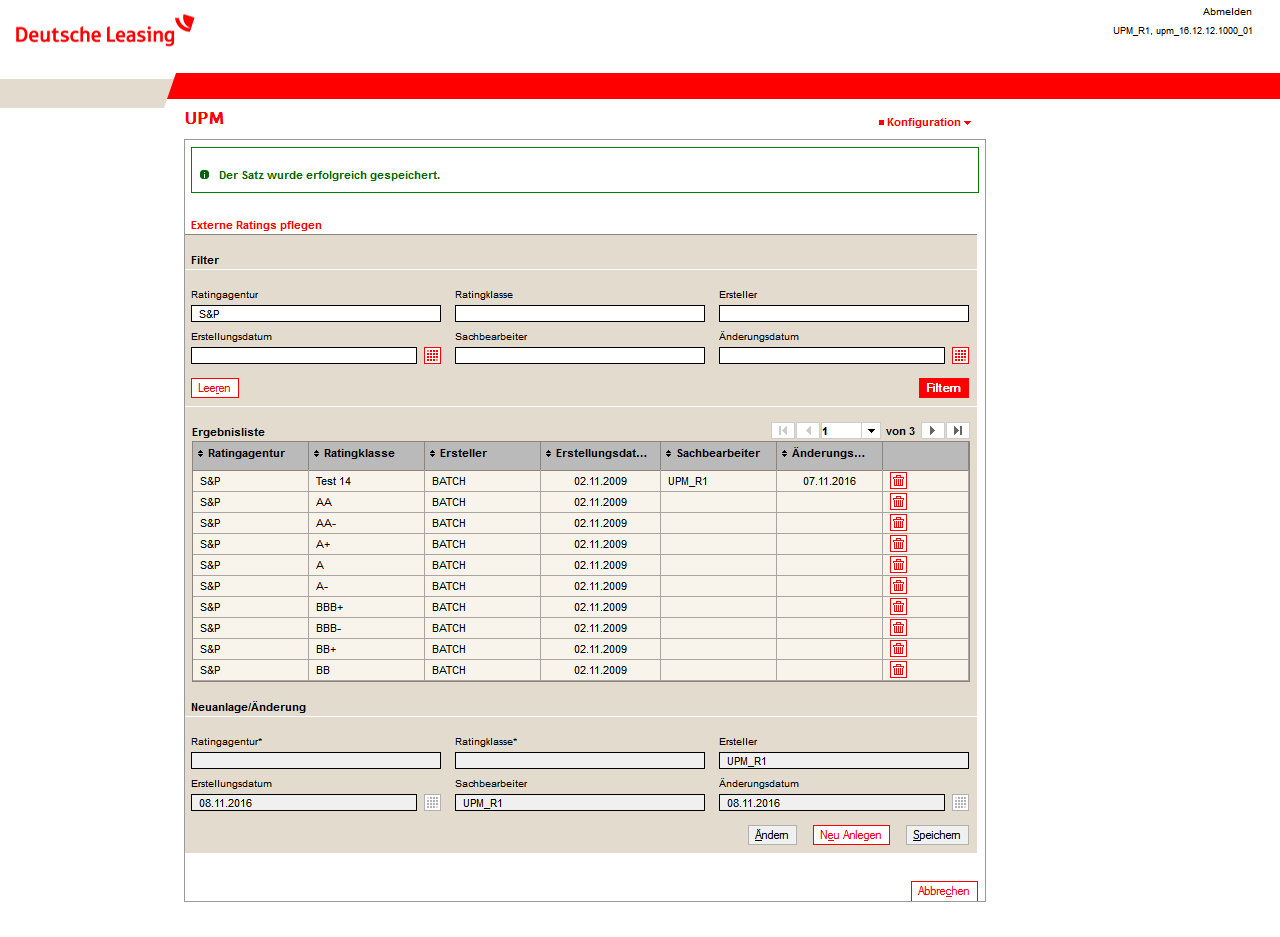 Deutsche Leasing
Abmelden
UPM_R1, upm_16.12.12.1000_01
UPM
Konfiguration
Der Satz wurde erfolgreich gespeichert.
Externe Ratings pflegen
Filter
Ratingagentur Ratingklasse Ersteller
S&P
Erstellungsdatum Sachbearbeiter Änderungsdatum
Leeren Filtern
Ergebnisliste 1 von 3
Ratingagentur Ratingklasse Ersteller Erstellungsdat... Sachbearbeiter Änderungs...
S&P Test 14 BATCH 02.11.2009 UPM_R1 07.11.2016
S&P AA BATCH 02.11.2009
S&P AA- BATCH 02.11.2009
S&P A+ BATCH 02.11.2009
S&P A BATCH 02.11.2009
S&P A- BATCH 02.11.2009
S&P BBB+ BATCH 02.11.2009
S&P BBB- BATCH 02.11.2009
S&P BB+ BATCH 02.11.2009
S&P BB BATCH 02.11.2009
Neuanlage/Änderung
Ratingagentur* Ratingklasse* Ersteller
UPM_R1
Erstellungsdatum Sachbearbeiter Änderungsdatum
08.11.2016 UPM_R1 08.11.2016
Ändern Neu Anlegen Speichern
Abbrechen